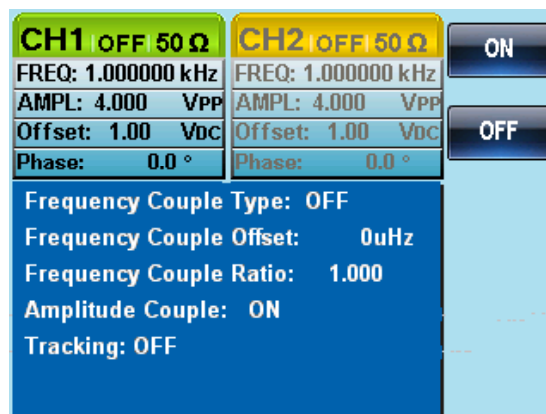 CH1 OFF 50 Ω CH2 OFF 50 Ω ON
FREQ: 1.000000 kHz FREQ: 1.000000 kHz
AMPL: 4.000 VPP AMPL: 4.000 VPP
Offset: 1.00 VDC Offset: 1.00 VDC OFF
Phase: 0.0 ° Phase: 0.0 °
Frequency Couple Type: OFF
Frequency Couple Offset: 0uHz
Frequency Couple Ratio: 1.000
Amplitude Couple: ON
Tracking: OFF